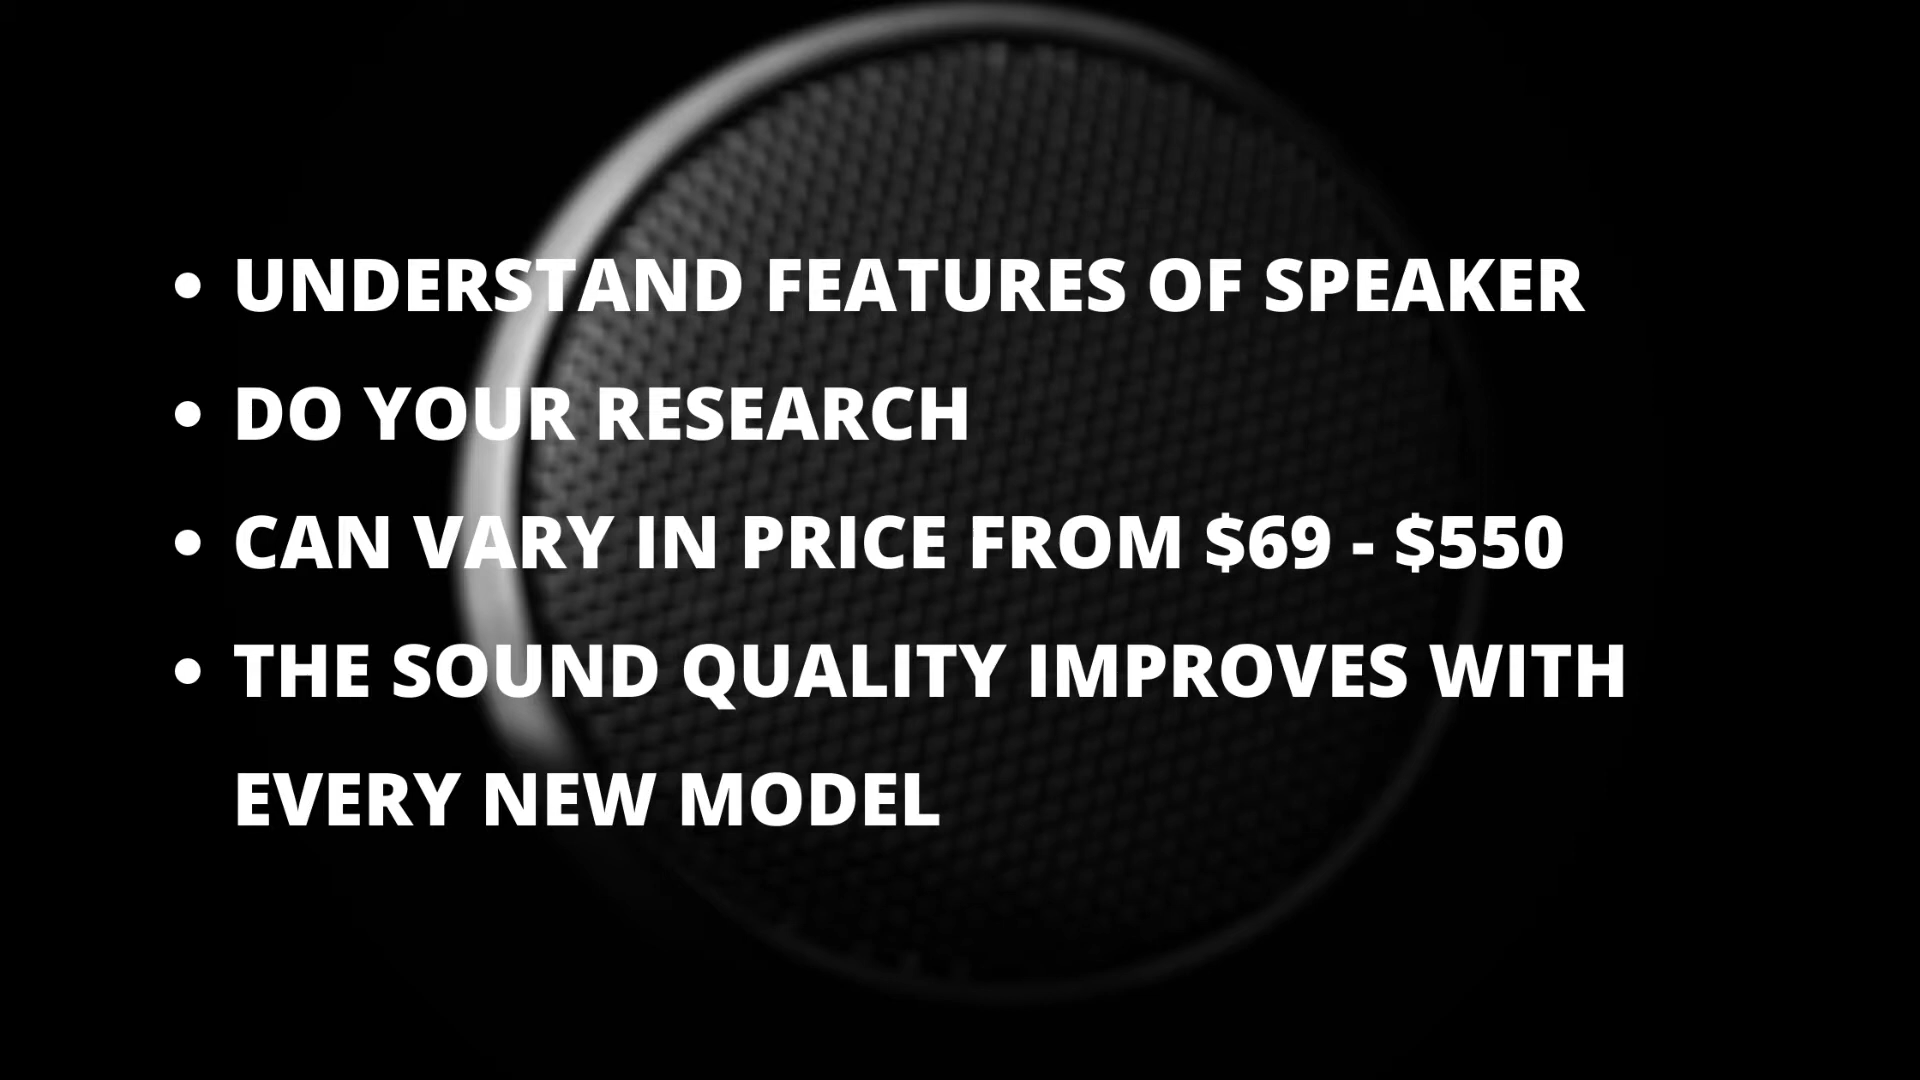 • UNDERSTAND FEATURES OF SPEAKER
• DO YOUR RESEARCH
• CAN VARY IN PRICE FROM $69 - $550
• THE SOUND QUALITY IMPROVES WITH
EVERY NEW MODEL